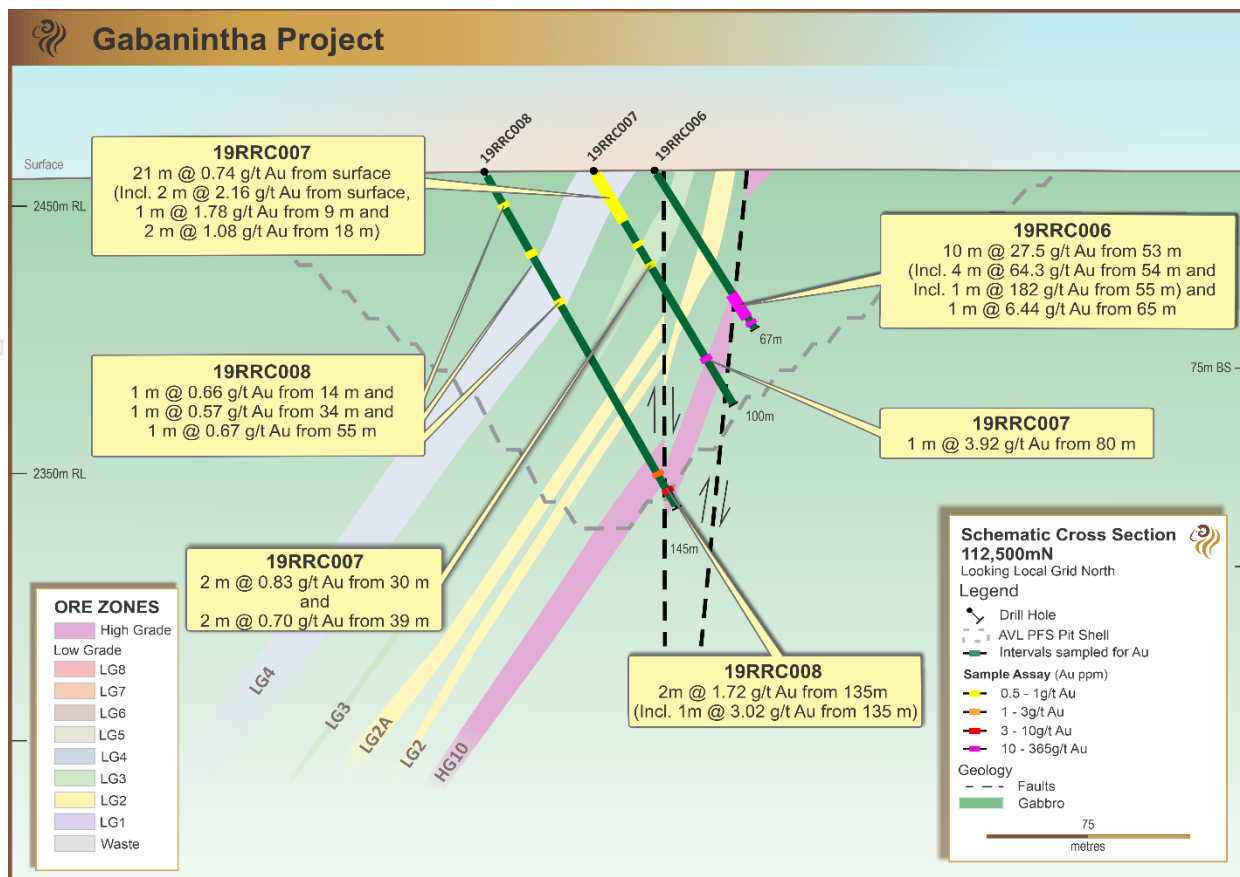 Gabanintha Project
19RRC008
19RRC007
19RRC006
Surface
2450m RL
2350m RL
75m BS
19RRC007
21 m @ 0.74 g/t Au from surface
(Incl. 2 m @ 2.16 g/t Au from surface,
1 m @ 1.78 g/t Au from 9 m and
2 m @ 1.08 g/t Au from 18 m)
19RRC006
10 m @ 27.5 g/t Au from 53 m
(Incl. 4 m @ 64.3 g/t Au from 54 m and
Incl. 1 m @ 182 g/t Au from 55 m) and
1 m @ 6.44 g/t Au from 65 m
67m
19RRC008
1 m @ 0.66 g/t Au from 14 m and
1 m @ 0.57 g/t Au from 34 m and
1 m @ 0.67 g/t Au from 55 m
100m
19RRC007
1 m @ 3.92 g/t Au from 80 m
145m
19RRC007
2 m @ 0.83 g/t Au from 30 m
and
2 m @ 0.70 g/t Au from 39 m
19RRC008
2m @ 1.72 g/t Au from 135m
(Incl. 1m @ 3.02 g/t Au from 135 m)
LG4
LG3
LG2A
LG2
HG10
ORE ZONES
High Grade
Low Grade
LG8
LG7
LG6
LG5
LG4
LG3
LG2
LG1
Waste
Schematic Cross Section
112,500mN
Looking Local Grid North
Legend
Drill Hole
AVL PFS Pit Shell
Intervals sampled for Au
Sample Assay (Au ppm)
0.5 - 1g/t Au
1 - 3g/t Au
3 - 10g/t Au
10 - 365g/t Au
Geology
Faults
Gabbro
75
metres